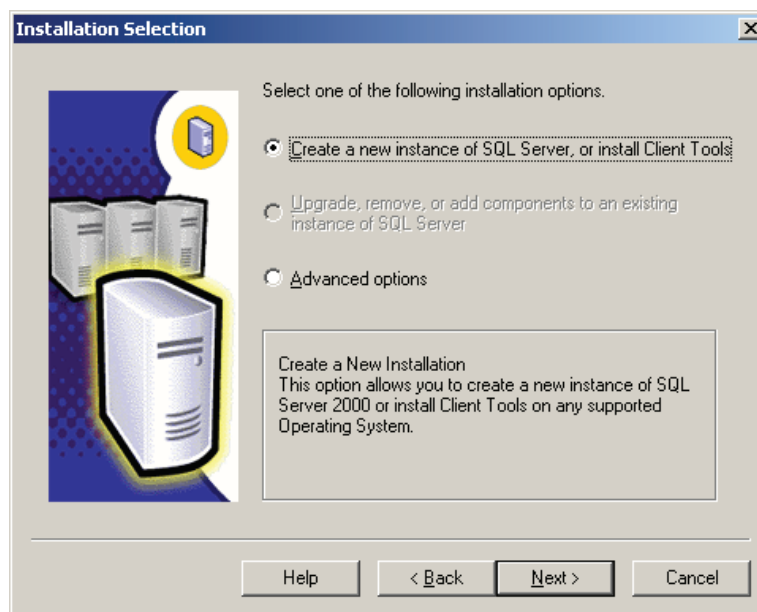 Installation Selection
Select one of the following installation options.
Create a new instance of SQL Server, or install Client Tools
Upgrade, remove, or add components to an existing
instance of SQL Server
Advanced options
Create a New Installation
This option allows you to create a new instance of SQL
Server 2000 or install Client Tools on any supported
Operating System.
Help
< Back
Next >
Cancel